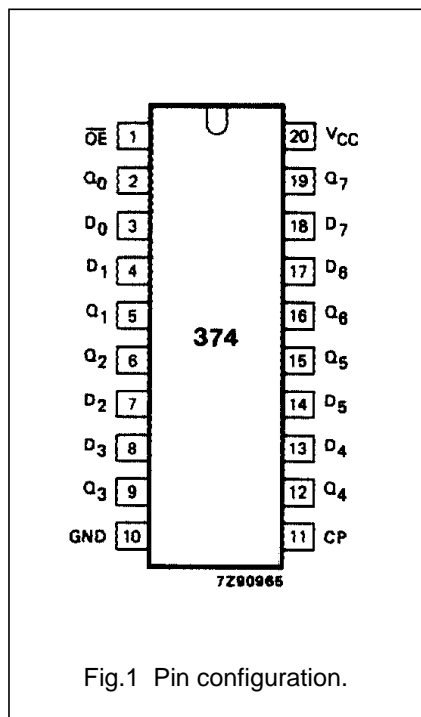 OE 1 20 VCC
Q0 2 19 Q7
D0 3 18 D7
D1 4 17 D6
Q1 5 16 Q6
374
Q2 6 15 Q5
D2 7 14 D5
D3 8 13 D4
Q3 9 12 Q4
GND 10 11 CP
7Z90965
Fig.1 Pin configuration.